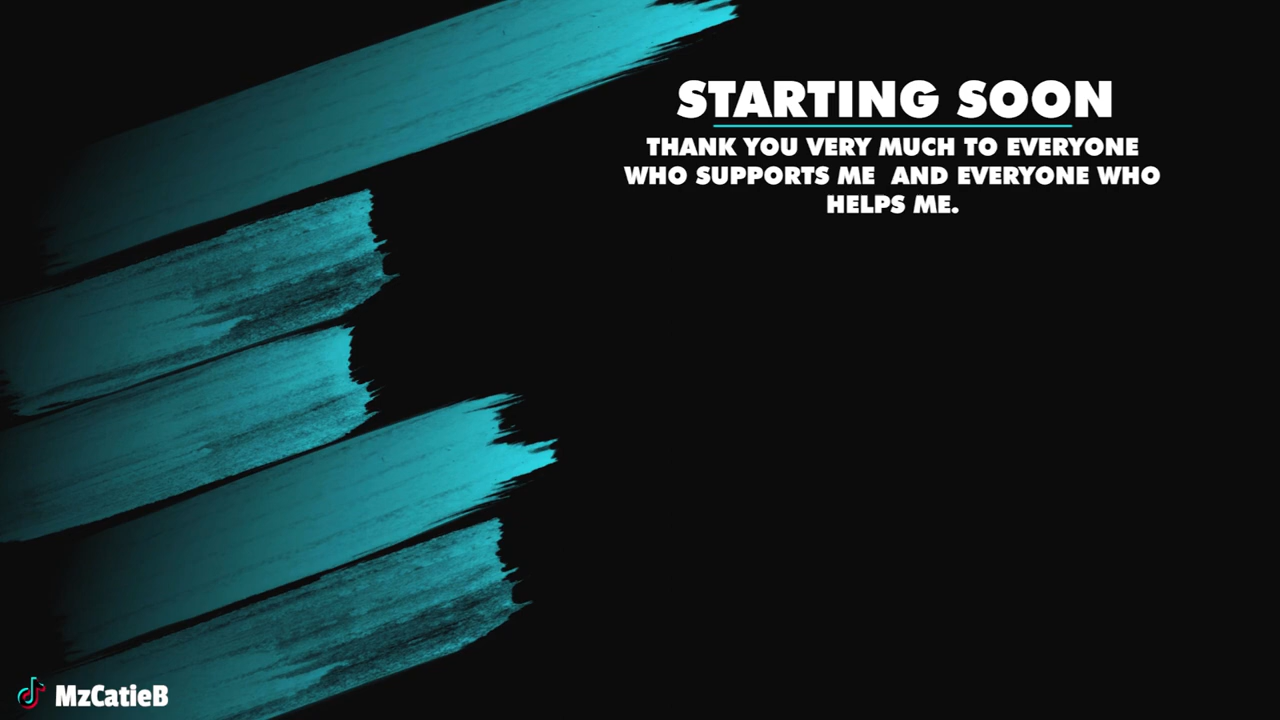 STARTING SOON
THANK YOU VERY MUCH TO EVERYONE
WHO SUPPORTS ME  AND EVERYONE WHO
HELPS ME.
MzCatieB